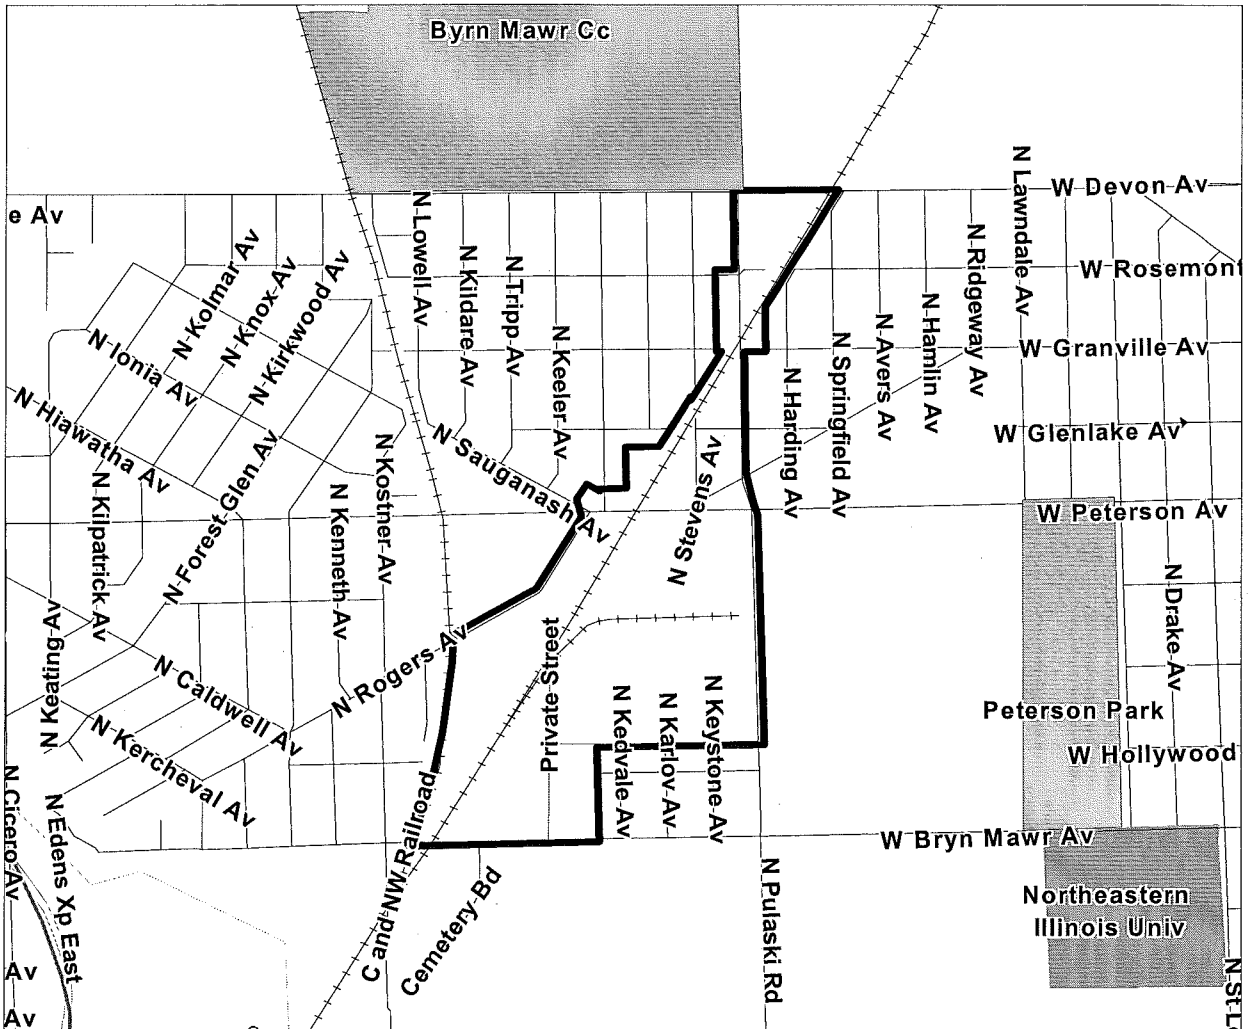 Byrn Mawr Cc
W Devon Av
e Av
N Lawndale Av
N Lowell Av
N Kolmar Av
N Knox Av
N Kirkwood Av
N Kildare Av
N Tripp Av
N Keeler Av
N Ridgeway Av
W Rosemont
N Hamlin Av
N Avers Av
N Springfield Av
N Harding Av
W Granville Av
N Ionia Av
N Hiawatha Av
N Sauganash Av
W Glenlake Av
N Forest Glen Av
N Kostner Av
N Kenneth Av
N Kilpatrick Av
N Stevens Av
W Peterson Av
N Drake Av
N Keating Av
N Rogers Av
N Caldwell Av
Private Street
N Kedvale Av
N Karlov Av
N Keystone Av
Peterson Park
W Hollywood
N Kercheval Av
N Cicero Av
N Edens Xp East
C and NW Railroad
Cemetery Bd
W Bryn Mawr Av
N Pulaski Rd
Northeastern
Illinois Univ
Av
Av
N St L